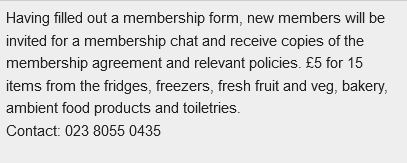 Having filled out a membership form, new members will be
invited for a membership chat and receive copies of the
membership agreement and relevant policies. £5 for 15
items from the fridges, freezers, fresh fruit and veg, bakery,
ambient food products and toiletries.
Contact: 023 8055 0435